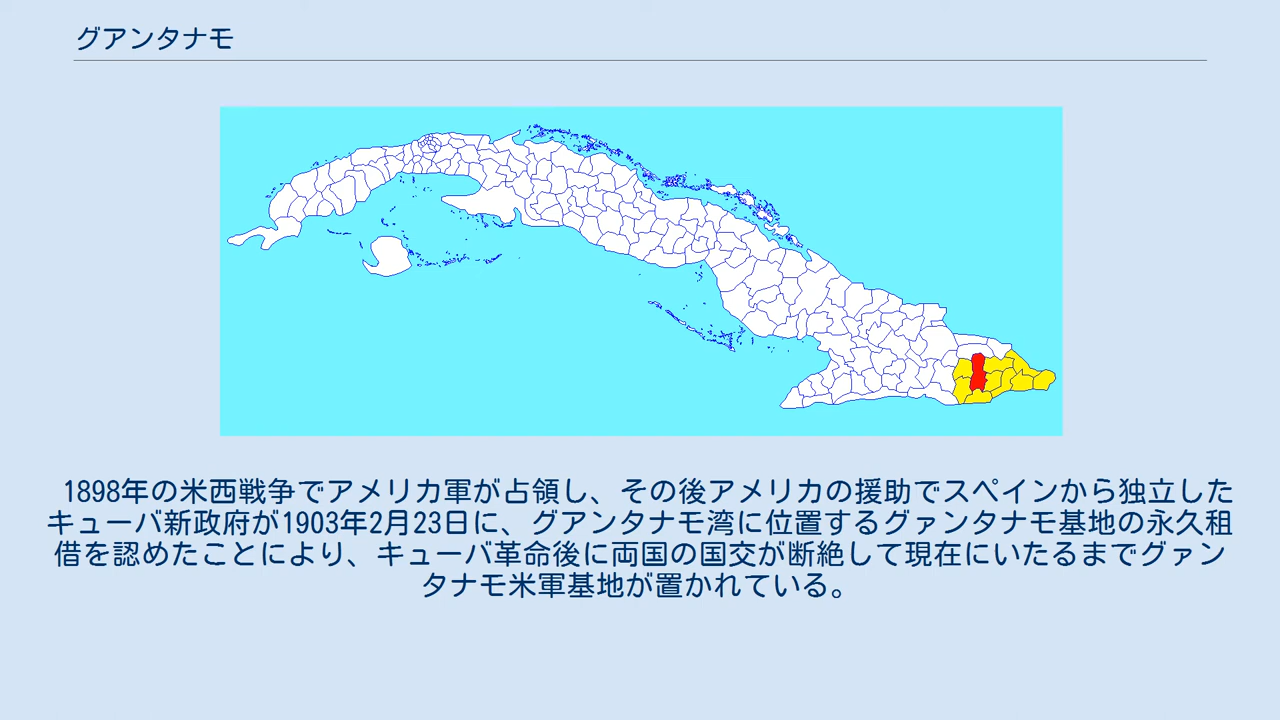 グアンタナモ
1898年の米西戦争でアメリカ軍が占領し、その後アメリカの援助でスペインから独立した
キューバ新政府が1903年2月23日に、グアンタナモ湾に位置するグァンタナモ基地の永久租
借を認めたことにより、キューバ革命後に両国の国交が断絶して現在にいたるまでグァン
タナモ米軍基地が置かれている。